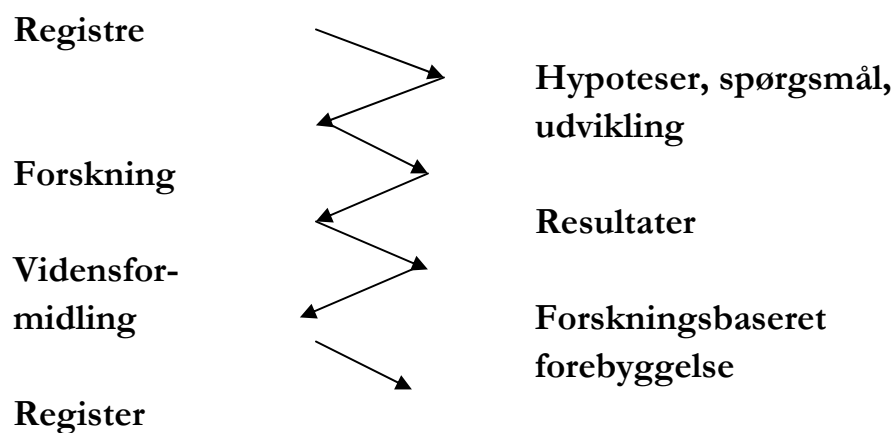 Registre
Hypoteser, spørgsmål,
udvikling
Forskning
Resultater
Vidensfor-
midling
Forskningsbaseret
forebyggelse
Register